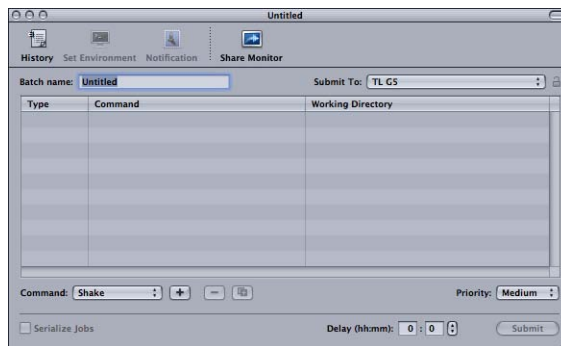 Untitled
History Set Environment Notification Share Monitor
Batch name: Untitled Submit To: TL G5
Type Command Working Directory
Command: Shake + − Priority: Medium
Serialize Jobs Delay (hh:mm): 0 : 0 Submit